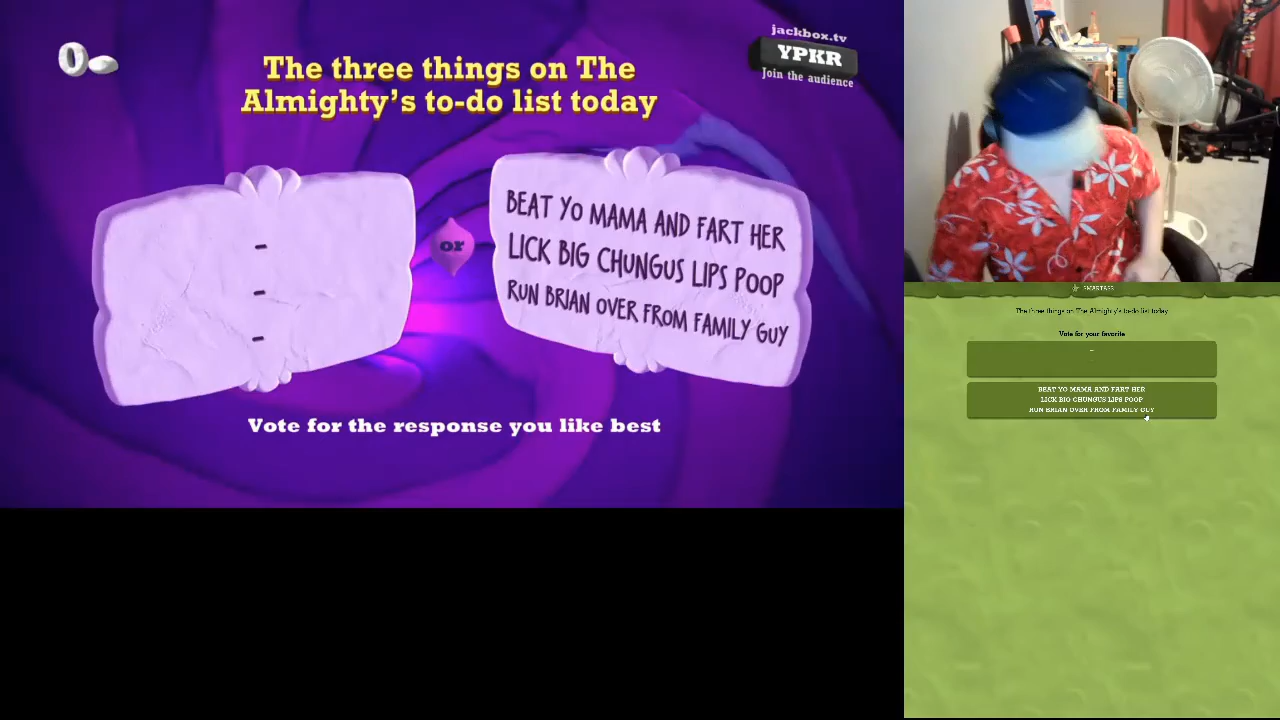 0
The three things on The
Almighty's to-do list today
jackbox.tv
YPKR
Join the audience
-
-
-
or
BEAT YO MAMA AND FART HER
LICK BIG CHUNGUS LIPS POOP
RUN BRIAN OVER FROM FAMILY GUY
Vote for the response you like best
SMARTASS
The three things on The Almighty's to-do list today
Vote for your favorite
-
BEAT YO MAMA AND FART HER
LICK BIG CHUNGUS LIPS POOP
RUN BRIAN OVER FROM FAMILY GUY